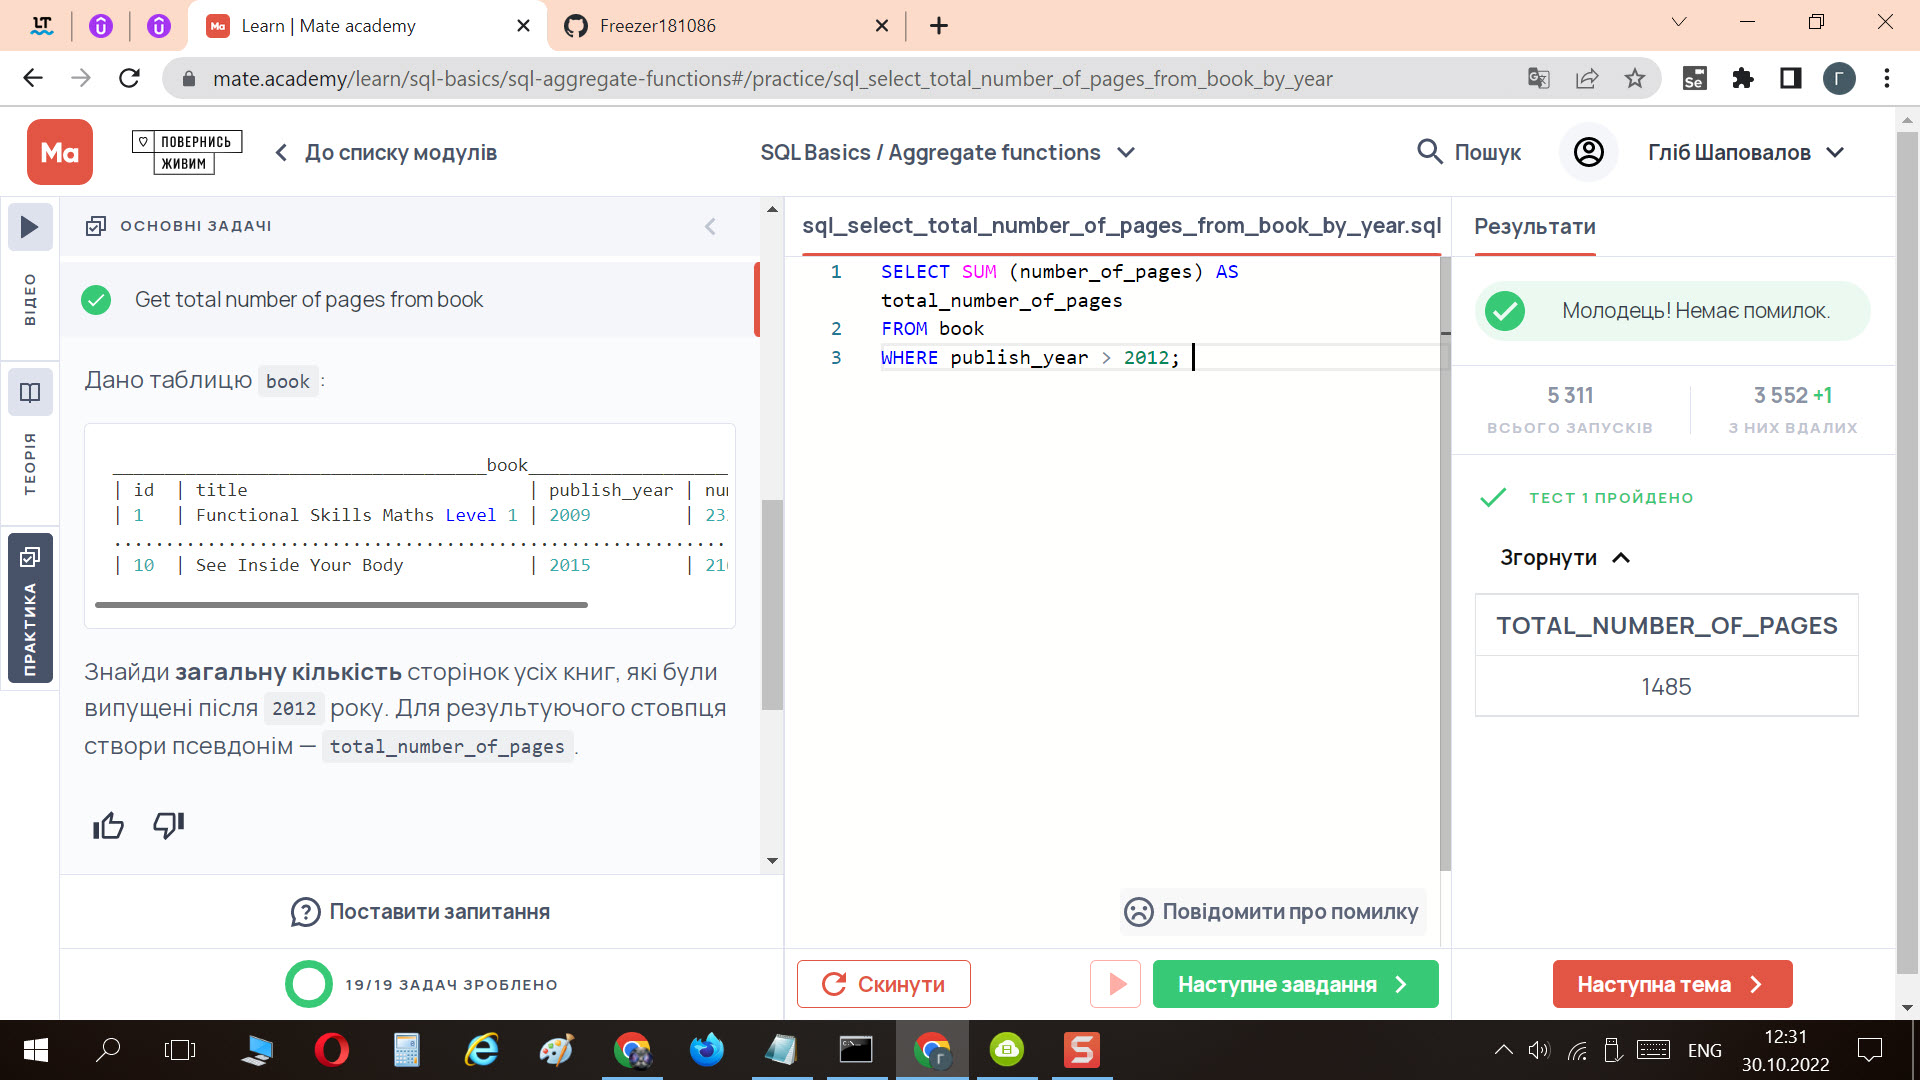 Learn | Mate academy
Freezer181086
mate.academy/learn/sql-basics/sql-aggregate-functions#/practice/sql_select_total_number_of_pages_from_book_by_year
Se
Г
Ma
ПОВЕРНИСЬ
ЖИВИМ
До списку модулів
SQL Basics / Aggregate functions
Пошук
Гліб Шаповалов
ВІДЕО
ТЕОРІЯ
ПРАКТИКА
ОСНОВНІ ЗАДАЧІ
Get total number of pages from book
Дано таблицю book :
____________________________________book___________________
| id | title | publish_year | nu
| 1 | Functional Skills Maths Level 1 | 2009 | 23
...........................................................
| 10 | See Inside Your Body | 2015 | 21
Знайди загальну кількість сторінок усіх книг, які були
випущені після 2012 року. Для результуючого стовпця
створи псевдонім — total_number_of_pages .
Поставити запитання
19/19 ЗАДАЧ ЗРОБЛЕНО
sql_select_total_number_of_pages_from_book_by_year.sql
1 SELECT SUM (number_of_pages) AS
total_number_of_pages
2 FROM book
3 WHERE publish_year > 2012;
Повідомити про помилку
Скинути
Наступне завдання
Результати
Молодець! Немає помилок.
5 311
ВСЬОГО ЗАПУСКІВ
3 552 +1
З НИХ ВДАЛИХ
ТЕСТ 1 ПРОЙДЕНО
Згорнути
TOTAL_NUMBER_OF_PAGES
1485
Наступна тема
ENG
12:31
30.10.2022